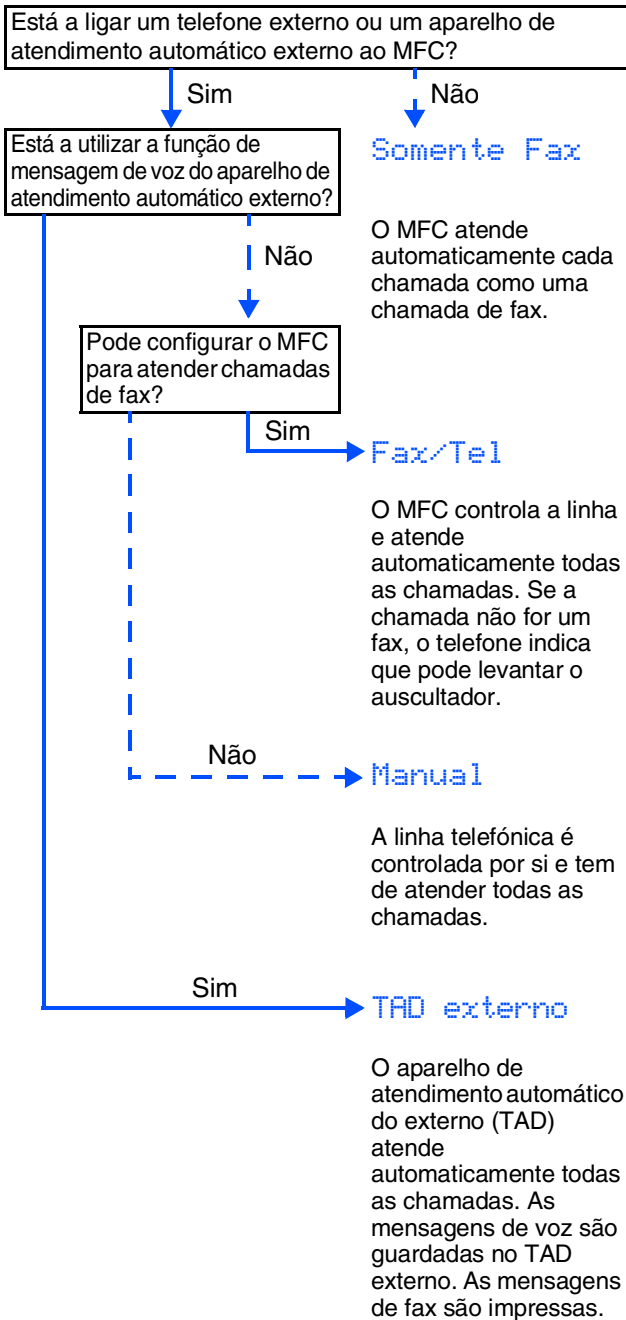 Está a ligar um telefone externo ou um aparelho de
atendimento automático externo ao MFC?
Sim
Não
Está a utilizar a função de
mensagem de voz do aparelho de
atendimento automático externo?
Somente Fax
O MFC atende
automaticamente cada
chamada como uma
chamada de fax.
Não
Pode configurar o MFC
para atender chamadas
de fax?
Sim
Fax/Tel
O MFC controla a linha
e atende
automaticamente todas
as chamadas. Se a
chamada não for um
fax, o telefone indica
que pode levantar o
auscultador.
Não
Manual
A linha telefónica é
controlada por si e tem
de atender todas as
chamadas.
Sim
TAD externo
O aparelho de
atendimento automático
do externo (TAD)
atende
automaticamente todas
as chamadas. As
mensagens de voz são
guardadas no TAD
externo. As mensagens
de fax são impressas.